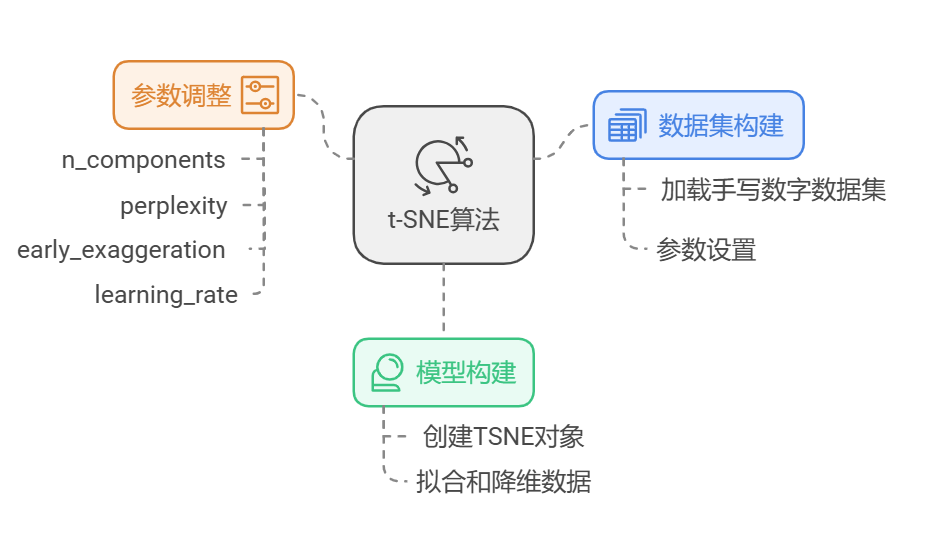 参数调整
n_components
perplexity
early_exaggeration
learning_rate
t-SNE算法
数据集构建
加载手写数字数据集
参数设置
模型构建
创建TSNE对象
拟合和降维数据